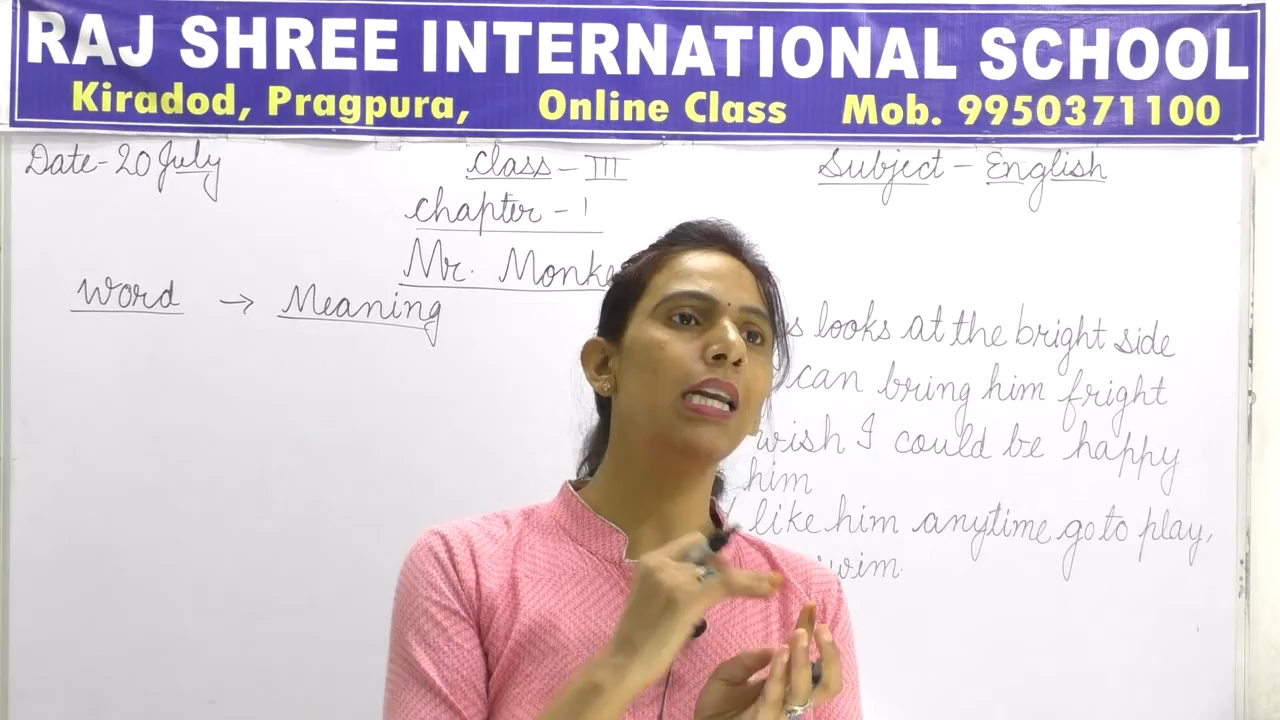 RAJ SHREE INTERNATIONAL SCHOOL
Kiradod, Pragpura, Online Class Mob. 9950371100
Date-20 July Class-III Subject-English
Chapter-1
Mr.
Word → Meaning
looks at the bright side
can bring him fright
wish I could be happy
him
like him anytime go to play,